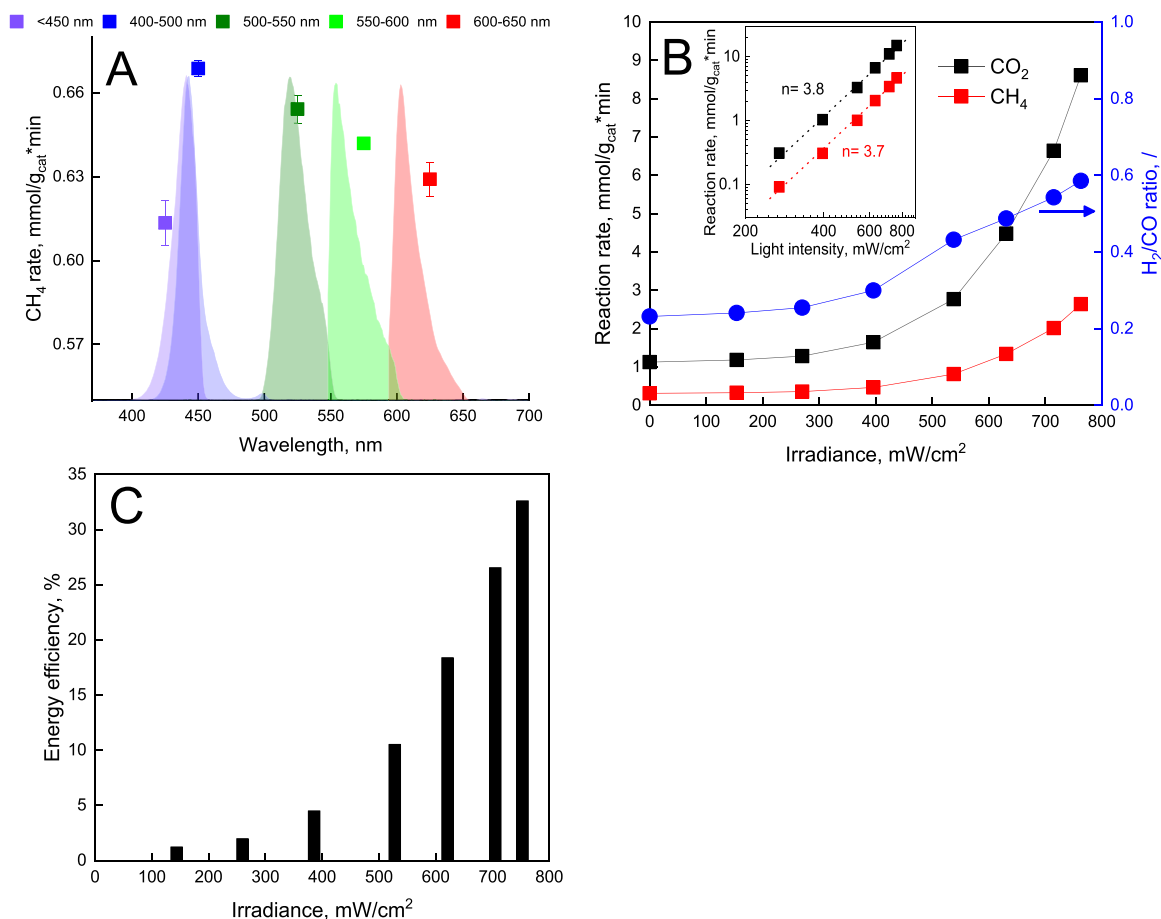 <450 nm 400-500 nm 500-550 nm 550-600 nm 600-650 nm
A
CH4 rate, mmol/gcat*min
0.66
0.63
0.60
0.57
400 450 500 550 600 650 700
Wavelength, nm
B
Reaction rate, mmol/gcat*min
10
9
8
7
6
5
4
3
2
1
0
0 100 200 300 400 500 600 700 800
Irradiance, mW/cm2
1.0
0.8
0.6
0.4
0.2
0.0
H2/CO ratio, /
CO2
CH4
Reaction rate, mmol/gcat*min
10
1
0.1
n= 3.8
n= 3.7
200 400 600 800
Light intensity, mW/cm2
C
Energy efficiency, %
35
30
25
20
15
10
5
0
0 100 200 300 400 500 600 700 800
Irradiance, mW/cm2